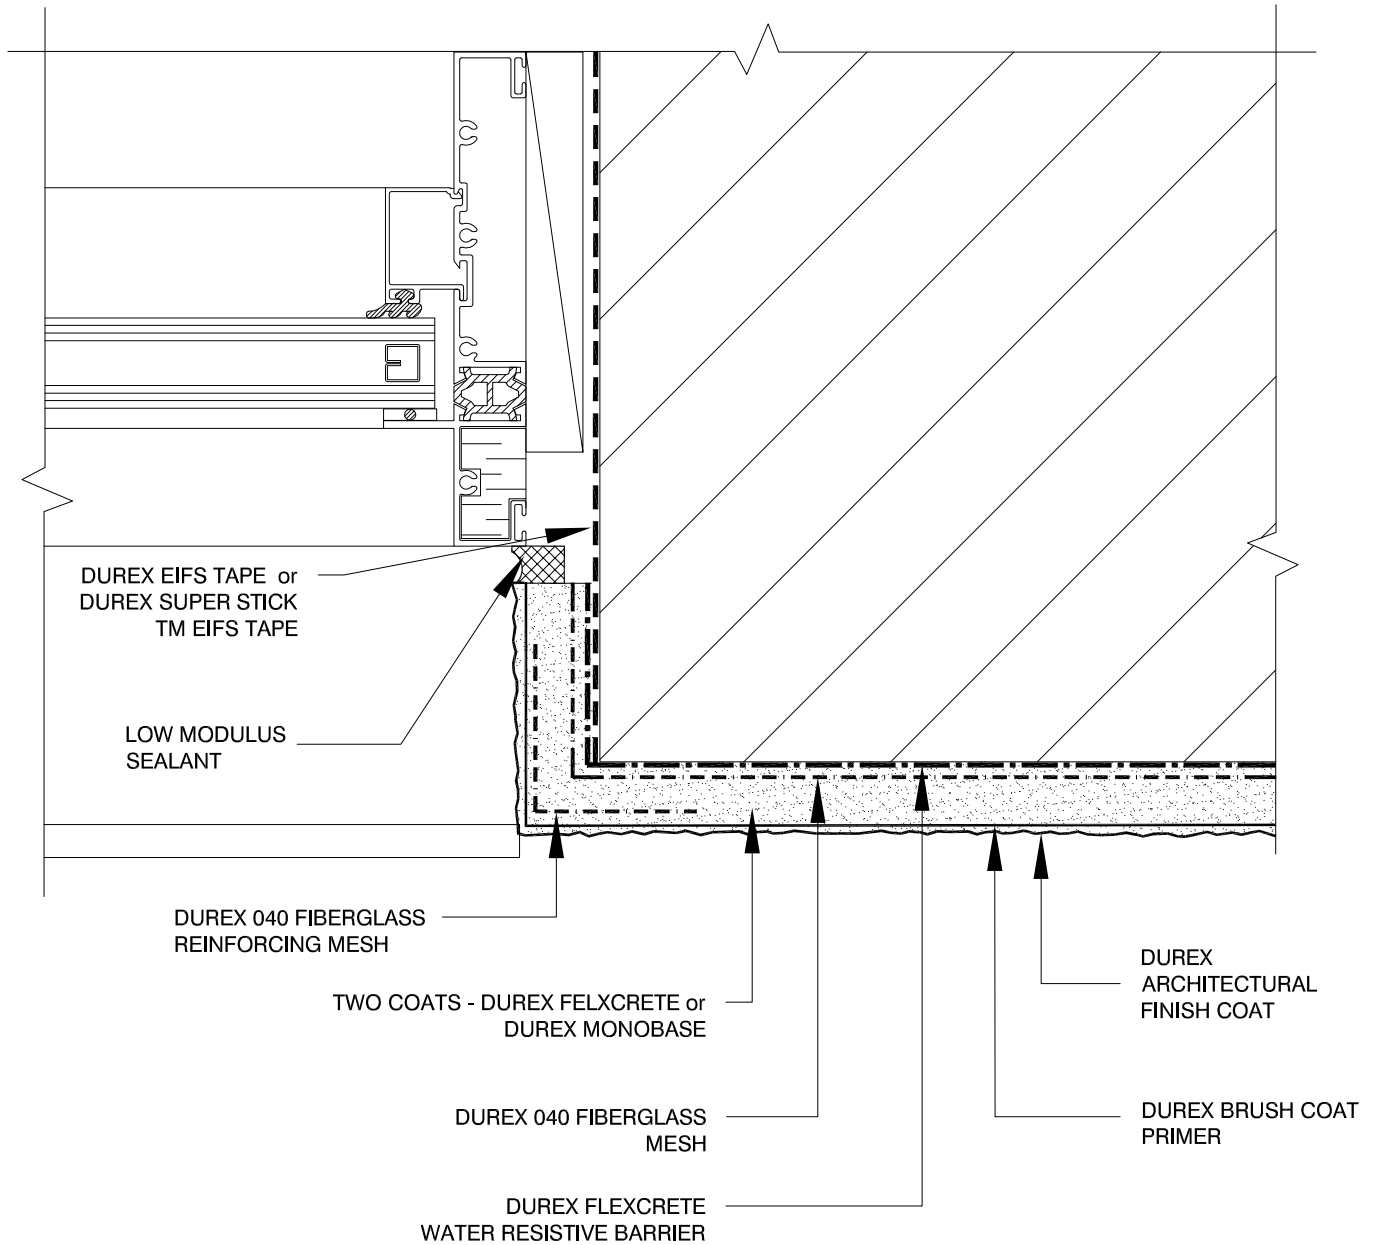 DUREX EIFS TAPE or
DUREX SUPER STICK
TM EIFS TAPE
LOW MODULUS
SEALANT
DUREX 040 FIBERGLASS
REINFORCING MESH
TWO COATS - DUREX FELXCRETE or
DUREX MONOBASE
DUREX 040 FIBERGLASS
MESH
DUREX FLEXCRETE
WATER RESISTIVE BARRIER
DUREX
ARCHITECTURAL
FINISH COAT
DUREX BRUSH COAT
PRIMER